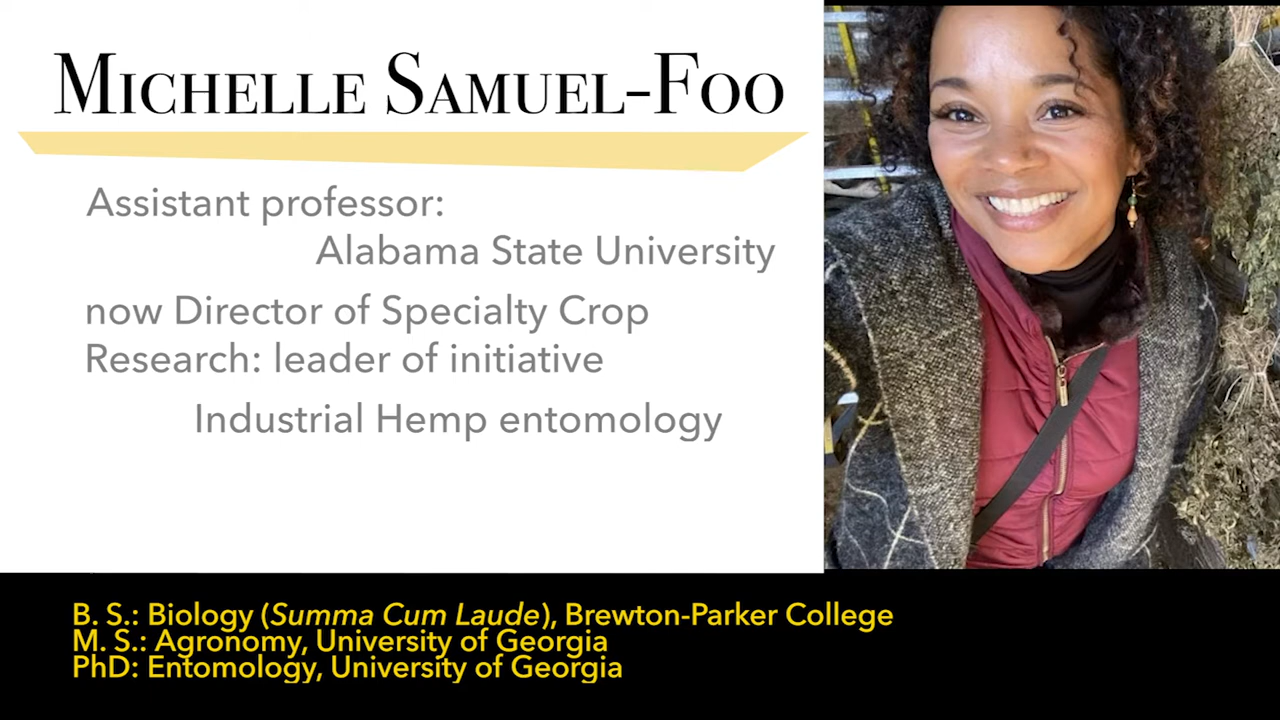 Michelle Samuel-Foo
Assistant professor:
Alabama State University
now Director of Specialty Crop
Research: leader of initiative
Industrial Hemp entomology
B. S.: Biology (Summa Cum Laude), Brewton-Parker College
M. S.: Agronomy, University of Georgia
PhD: Entomology, University of Georgia